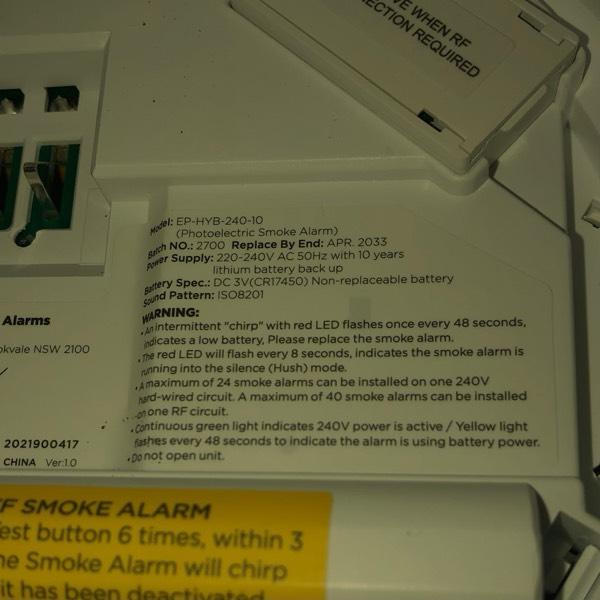 VE WHEN RF
ECTION REQUIRED
Model: EP-HYB-240-10
(Photoelectric Smoke Alarm)
Batch NO.: 2700 Replace By End: APR. 2033
Power Supply: 220-240V AC 50Hz with 10 years
lithium battery back up
Battery Spec.: DC 3V(CR17450) Non-replaceable battery
Sound Pattern: ISO8201
WARNING:
• An intermittent "chirp" with red LED flashes once every 48 seconds,
indicates a low battery, Please replace the smoke alarm.
• The red LED will flash every 8 seconds, indicates the smoke alarm is
running into the silence (Hush) mode.
• A maximum of 24 smoke alarms can be installed on one 240V
hard-wired circuit. A maximum of 40 smoke alarms can be installed
on one RF circuit.
• Continuous green light indicates 240V power is active / Yellow light
flashes every 48 seconds to indicate the alarm is using battery power.
• Do not open unit.
Alarms
okvale NSW 2100
2021900417
CHINA Ver:1.0
F SMOKE ALARM
est button 6 times, within 3
he Smoke Alarm will chirp
it has been deactivated